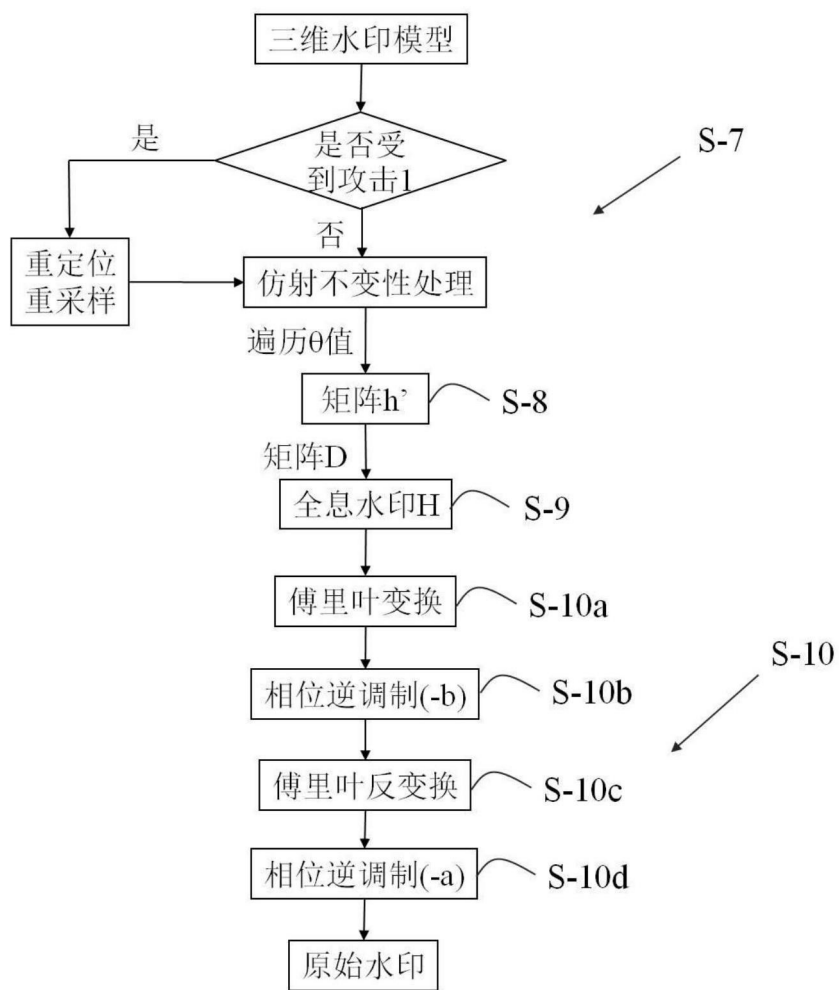 三维水印模型
是
是否受
到攻击1
S-7
否
重定位
重采样
仿射不变性处理
遍历θ值
矩阵h’
S-8
矩阵D
全息水印H
S-9
傅里叶变换
S-10a
S-10
相位逆调制(-b)
S-10b
傅里叶反变换
S-10c
相位逆调制(-a)
S-10d
原始水印